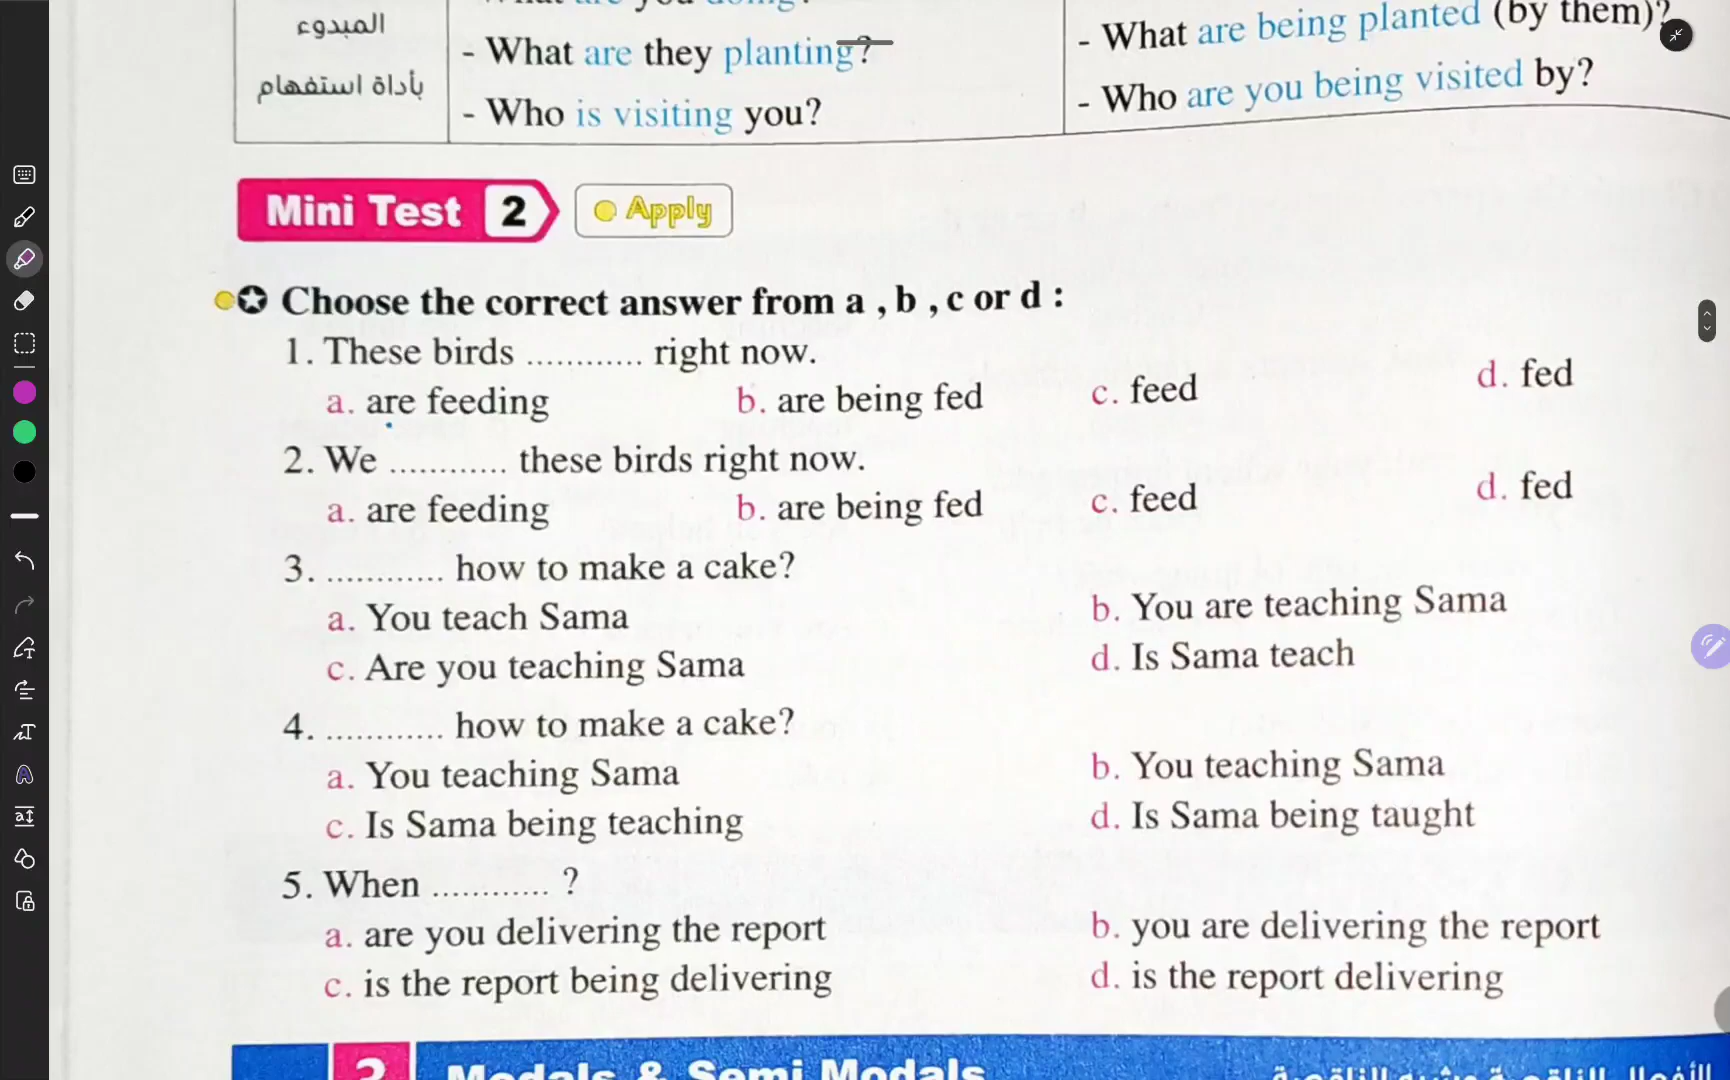 المبدوء
بأداة استفهام
- What are they planting?
- Who is visiting you?
- What are being planted (by them)?
- Who are you being visited by?
Mini Test 2 Apply
Choose the correct answer from a , b , c or d :
1. These birds ............ right now.
a. are feeding b. are being fed c. feed d. fed
2. We ............ these birds right now.
a. are feeding b. are being fed c. feed d. fed
3. ............ how to make a cake?
a. You teach Sama b. You are teaching Sama
c. Are you teaching Sama d. Is Sama teach
4. ............ how to make a cake?
a. You teaching Sama b. You teaching Sama
c. Is Sama being teaching d. Is Sama being taught
5. When ............ ?
a. are you delivering the report b. you are delivering the report
c. is the report being delivering d. is the report delivering
Modals & Semi Modals